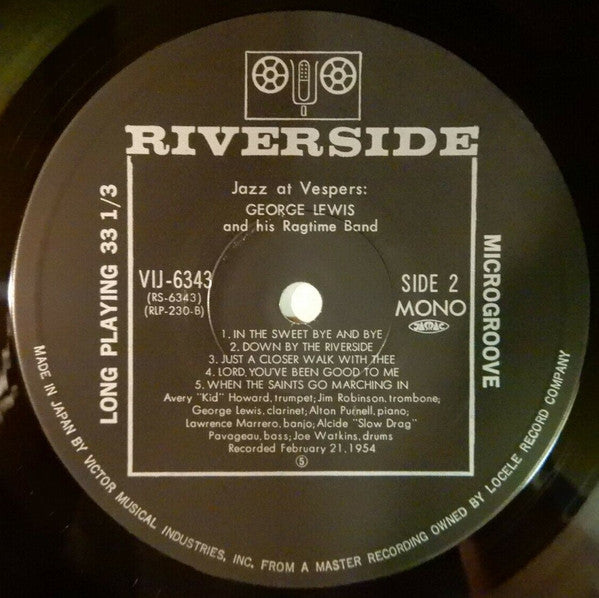 RIVERSIDE
Jazz at Vespers:
GEORGE LEWIS
and his Ragtime Band
LONG PLAYING 33 1/3
MICROGROOVE
VIJ-6343
(RS-6343)
(RLP-230-B)
SIDE 2
MONO
1. IN THE SWEET BYE AND BYE
2. DOWN BY THE RIVERSIDE
3. JUST A CLOSER WALK WITH THEE
4. LORD, YOU'VE BEEN GOOD TO ME
5. WHEN THE SAINTS GO MARCHING IN
Avery "Kid" Howard, trumpet; Jim Robinson, trombone;
George Lewis, clarinet; Alton Purnell, piano;
Lawrence Marrero, banjo; Alcide "Slow Drag"
Pavageau, bass; Joe Watkins, drums
Recorded February 21, 1954
S
MADE IN JAPAN BY VICTOR MUSICAL INDUSTRIES, INC. FROM A MASTER RECORDING OWNED BY LOCELE RECORD COMPANY